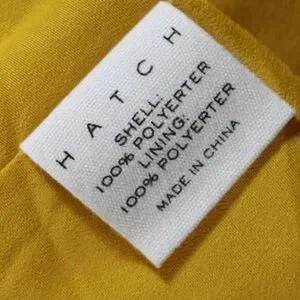 HATCH
SHELL:
100% POLYERTER
LINING:
100% POLYERTER
MADE IN CHINA